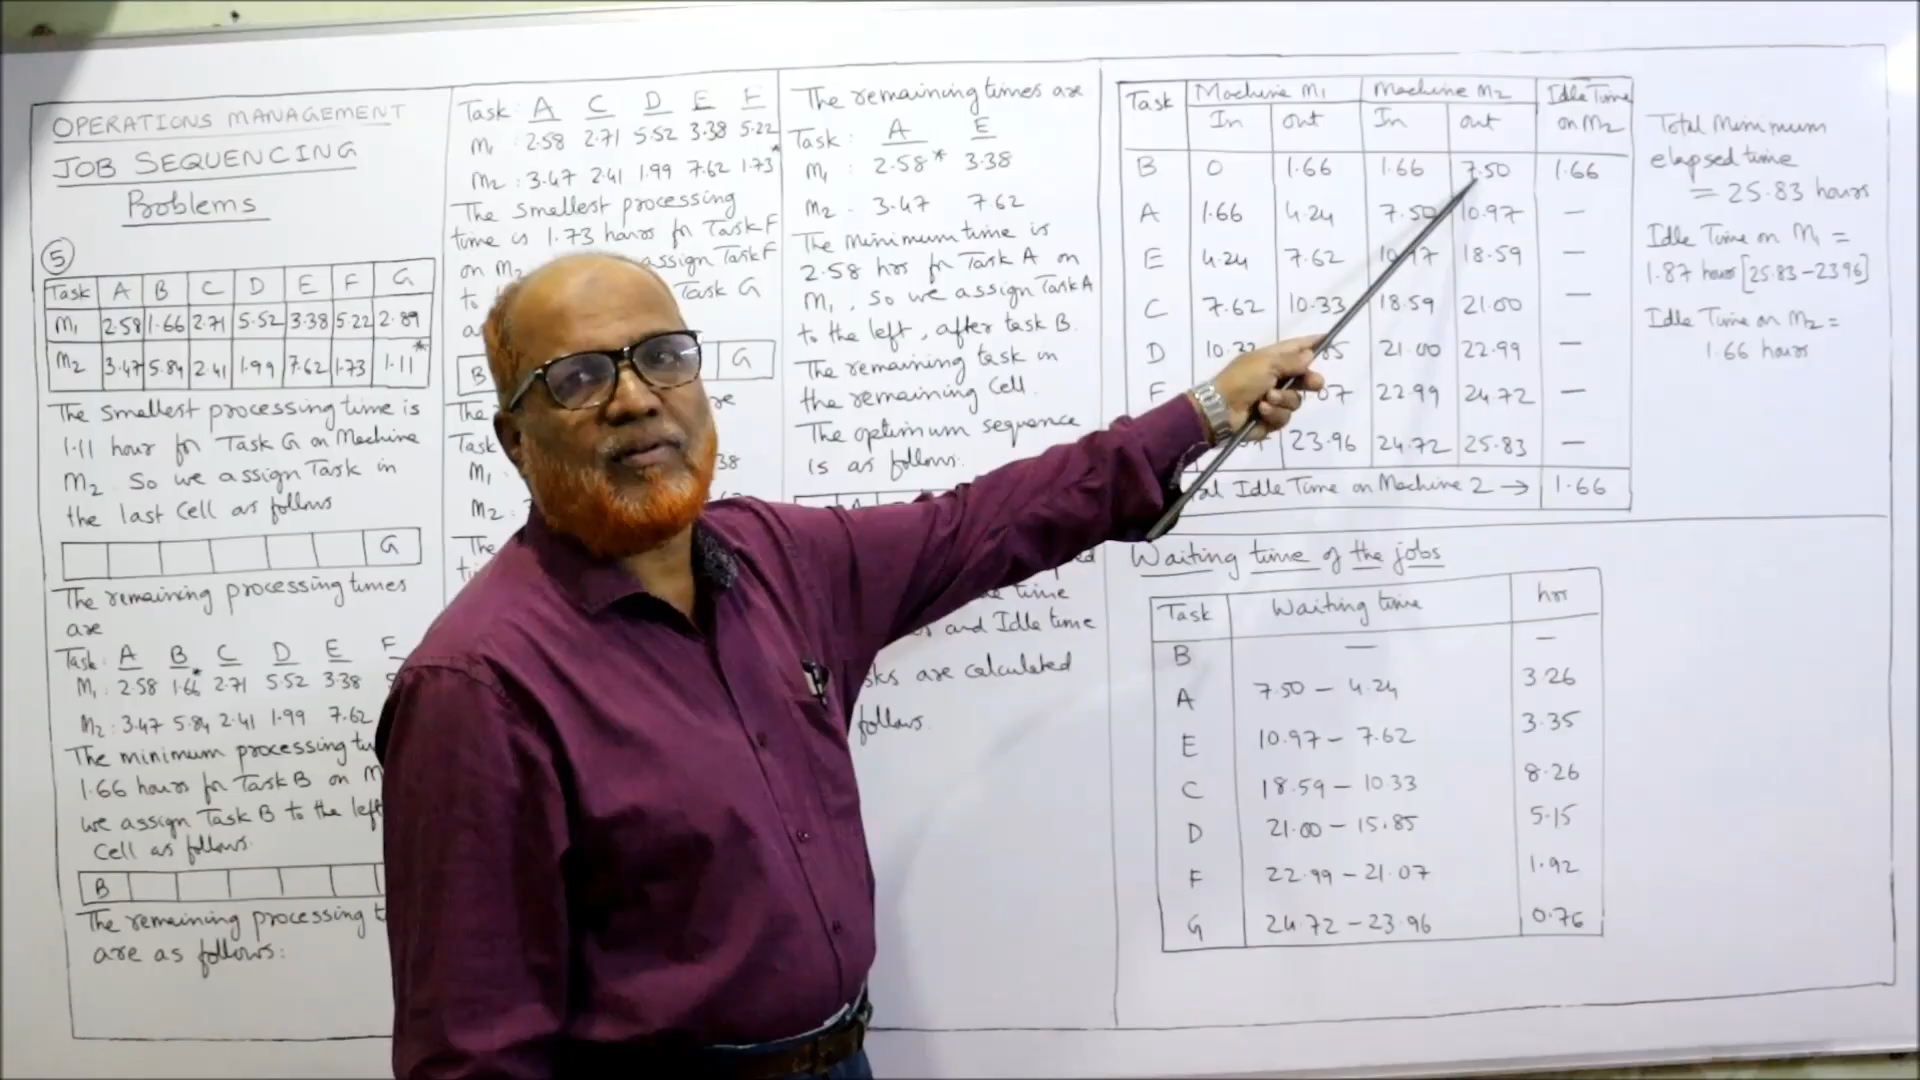 OPERATIONS MANAGEMENT
JOB SEQUENCING
Problems
5
Task A B C D E F G
M1 2.58 1.66 2.71 5.52 3.38 5.22 2.89
M2 3.47 5.84 2.41 1.99 7.62 1.73 1.11*
The smallest processing time is
1.11 hour for Task G on Machine
M2. So we assign Task in
the last cell as follows
G
The remaining processing times
are
Task: A B C D E F
M1: 2.58 1.66* 2.71 5.52 3.38
M2: 3.47 5.84 2.41 1.99 7.62
The minimum processing
1.66 hours for Task B on
we assign Task B to the left
cell as follows.
B
The remaining processing
are as follows:
Task: A C D E F
M1: 2.58 2.71 5.52 3.38 5.22
M2: 3.47 2.41 1.99 7.62 1.73*
The smallest processing
time is 1.73 hours for Task F
on M2 assign Task F
to Task G
B G
The
Task
M1 38
M2:
The
The remaining times are
Task: A E
M1: 2.58* 3.38
M2. 3.47 7.62
The minimum time is
2.58 hrs for Task A on
M1, So we assign Task A
to the left, after task B.
The remaining task in
the remaining cell.
The optimum sequence
is as follows:
time
and Idle time
are calculated
follows.
Task Machine M1 Machine M2 Idle Time on M2
In out In out
B 0 1.66 1.66 7.50 1.66
A 1.66 4.24 7.50 10.97 —
E 4.24 7.62 18.59 —
C 7.62 10.33 18.59 21.00 —
D 21.00 22.99 —
F 22.99 24.72 —
23.96 24.72 25.83 —
Idle Time on Machine 2 → 1.66
Total Minimum
elapsed time
= 25.83 hours
Idle Time on M1 =
1.87 hour [25.83 - 23.96]
Idle Time on M2 =
1.66 hours
Waiting time of the jobs
Task Waiting time hrs
B — —
A 7.50 - 4.24 3.26
E 10.97 - 7.62 3.35
C 18.59 - 10.33 8.26
D 21.00 - 15.85 5.15
F 22.99 - 21.07 1.92
G 24.72 - 23.96 0.76